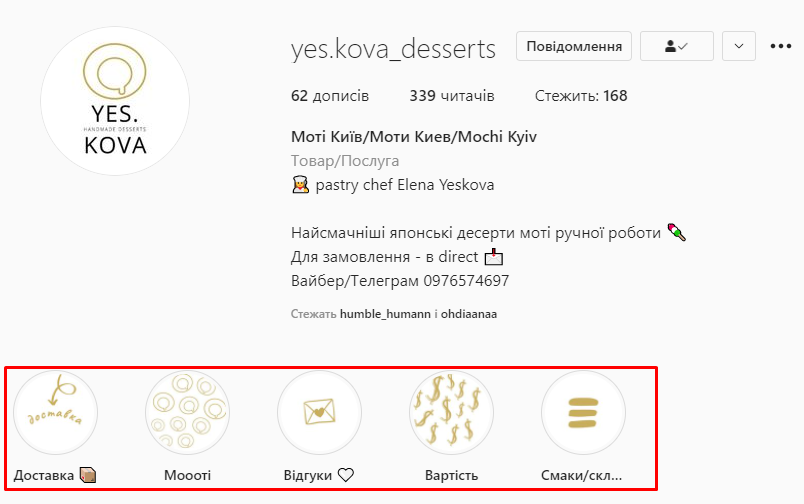 YES.
HANDMADE DESSERTS
KOVA
yes.kova_desserts
Повідомлення
62 дописів 339 читачів Стежить: 168
Моті Київ/Моти Киев/Mochi Kyiv
Товар/Послуга
pastry chef Elena Yeskova
Найсмачніші японські десерти моті ручної роботи
Для замовлення - в direct
Вайбер/Телеграм 0976574697
Стежать humble_humann і ohdiaanaa
доставка
Доставка Моооті Відгуки Вартість Смаки/скл...